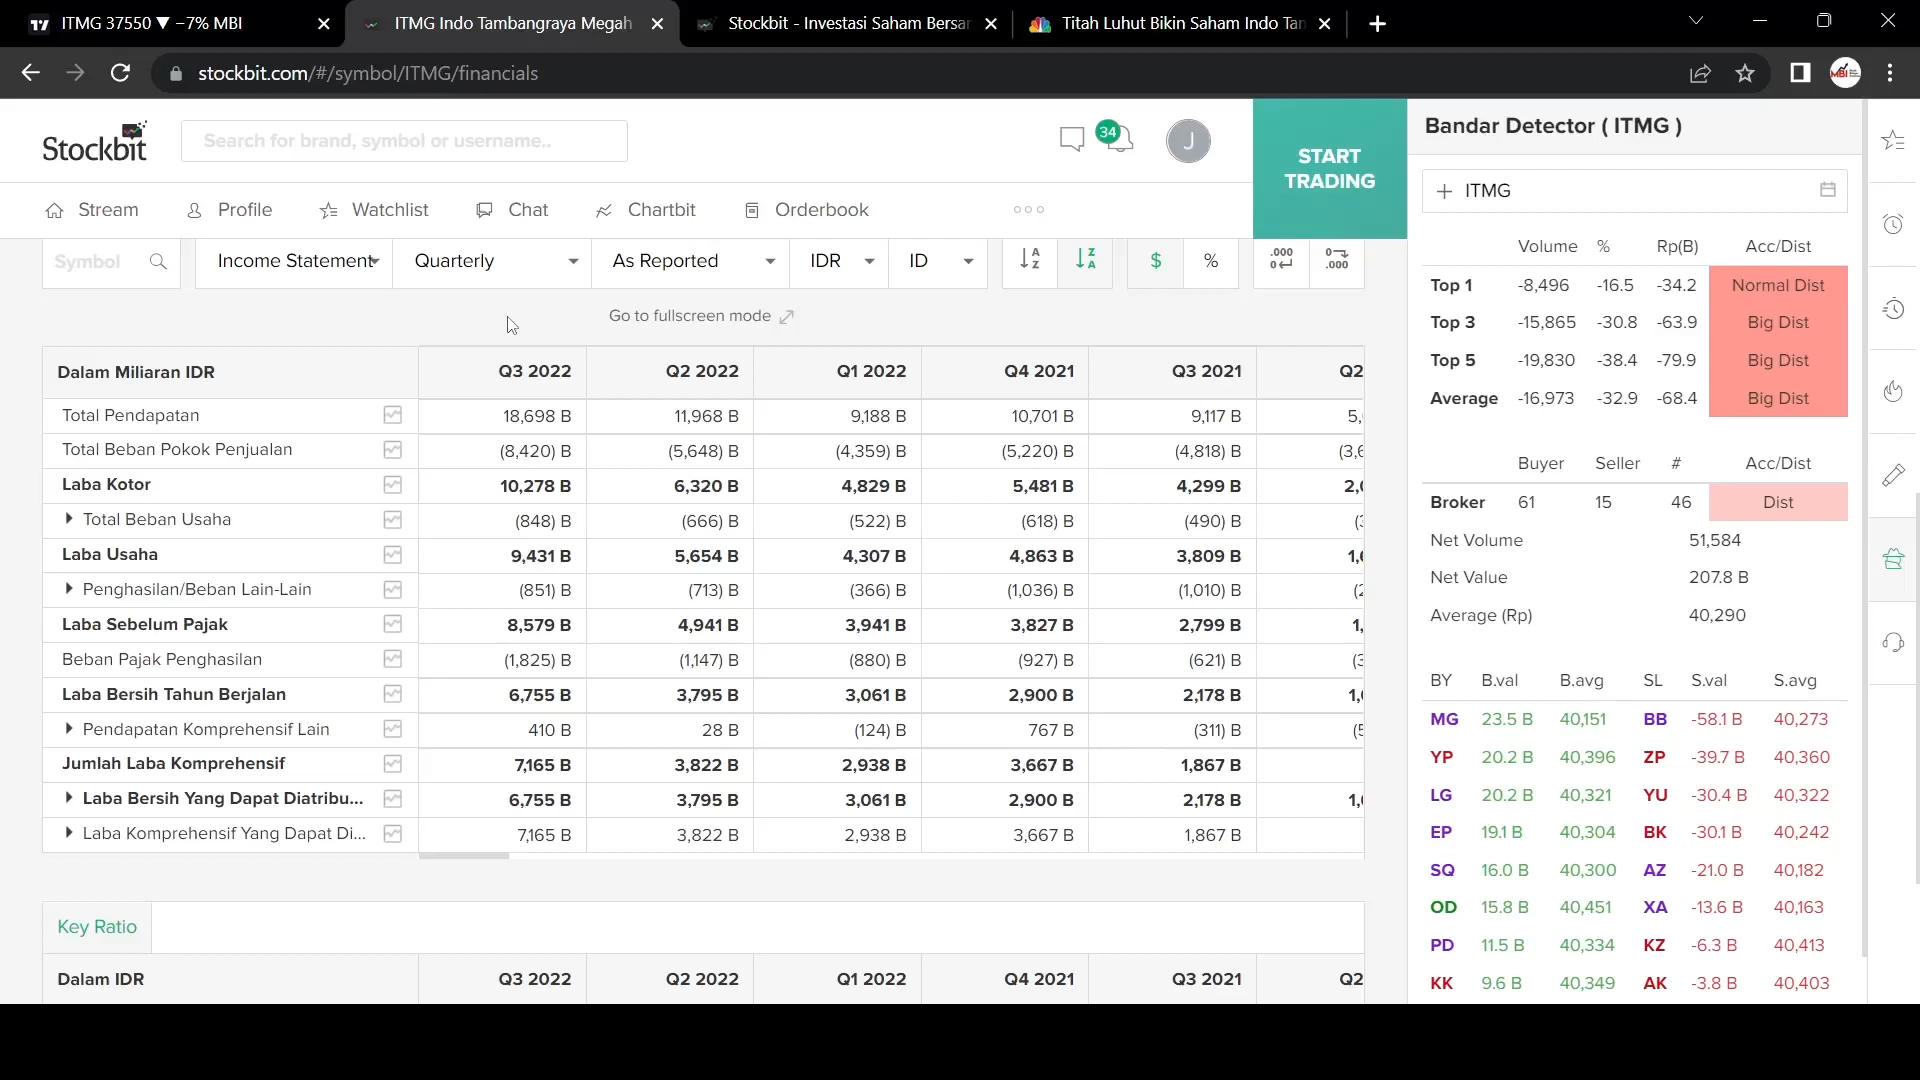 ITMG 37550 ▼ −7% MBI
ITMG Indo Tambangraya Megah
Stockbit - Investasi Saham Bersar
Titah Luhut Bikin Saham Indo Tan
stockbit.com/#/symbol/ITMG/financials
Stockbit
Search for brand, symbol or username..
34
J
START TRADING
Stream Profile Watchlist Chat Chartbit Orderbook
Symbol Income Statement Quarterly As Reported IDR ID $ %
Go to fullscreen mode
Dalam Miliaran IDR Q3 2022 Q2 2022 Q1 2022 Q4 2021 Q3 2021 Q2
Total Pendapatan 18,698 B 11,968 B 9,188 B 10,701 B 9,117 B 5,
Total Beban Pokok Penjualan (8,420) B (5,648) B (4,359) B (5,220) B (4,818) B (3,6
Laba Kotor 10,278 B 6,320 B 4,829 B 5,481 B 4,299 B 2,0
Total Beban Usaha (848) B (666) B (522) B (618) B (490) B
Laba Usaha 9,431 B 5,654 B 4,307 B 4,863 B 3,809 B 1,6
Penghasilan/Beban Lain-Lain (851) B (713) B (366) B (1,036) B (1,010) B
Laba Sebelum Pajak 8,579 B 4,941 B 3,941 B 3,827 B 2,799 B 1,
Beban Pajak Penghasilan (1,825) B (1,147) B (880) B (927) B (621) B
Laba Bersih Tahun Berjalan 6,755 B 3,795 B 3,061 B 2,900 B 2,178 B 1,0
Pendapatan Komprehensif Lain 410 B 28 B (124) B 767 B (311) B
Jumlah Laba Komprehensif 7,165 B 3,822 B 2,938 B 3,667 B 1,867 B
Laba Bersih Yang Dapat Diatribu... 6,755 B 3,795 B 3,061 B 2,900 B 2,178 B 1,0
Laba Komprehensif Yang Dapat Di... 7,165 B 3,822 B 2,938 B 3,667 B 1,867 B
Key Ratio
Dalam IDR Q3 2022 Q2 2022 Q1 2022 Q4 2021 Q3 2021 Q2
Bandar Detector ( ITMG )
ITMG
Volume % Rp(B) Acc/Dist
Top 1 -8,496 -16.5 -34.2 Normal Dist
Top 3 -15,865 -30.8 -63.9 Big Dist
Top 5 -19,830 -38.4 -79.9 Big Dist
Average -16,973 -32.9 -68.4 Big Dist
Buyer Seller # Acc/Dist
Broker 61 15 46 Dist
Net Volume 51,584
Net Value 207.8 B
Average (Rp) 40,290
BY B.val B.avg SL S.val S.avg
MG 23.5 B 40,151 BB -58.1 B 40,273
YP 20.2 B 40,396 ZP -39.7 B 40,360
LG 20.2 B 40,321 YU -30.4 B 40,322
EP 19.1 B 40,304 BK -30.1 B 40,242
SQ 16.0 B 40,300 AZ -21.0 B 40,182
OD 15.8 B 40,451 XA -13.6 B 40,163
PD 11.5 B 40,334 KZ -6.3 B 40,413
KK 9.6 B 40,349 AK -3.8 B 40,403